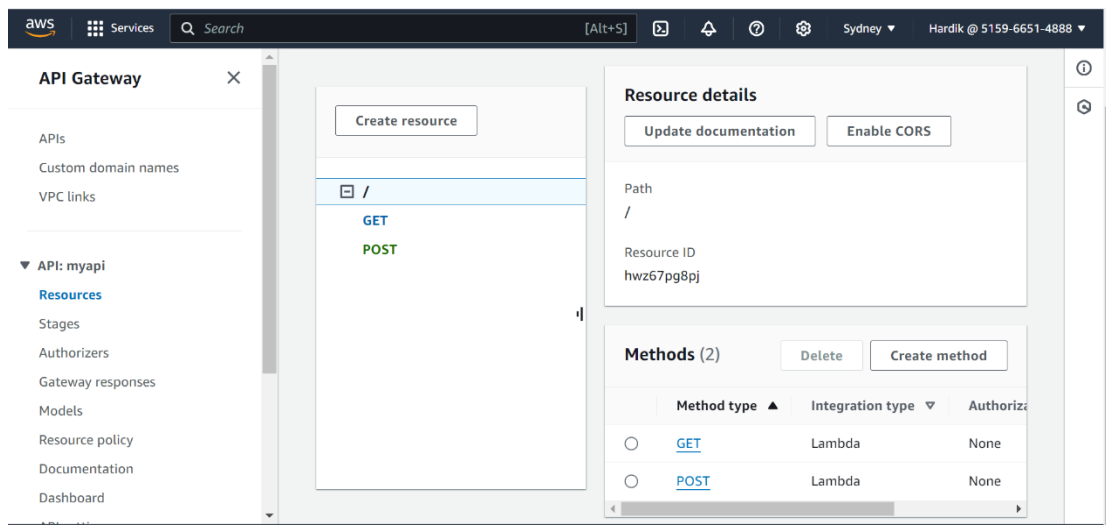 aws Services Search [Alt+S] Sydney ▼ Hardik @ 5159-6651-4888 ▼
API Gateway
APIs
Custom domain names
VPC links
API: myapi
Resources
Stages
Authorizers
Gateway responses
Models
Resource policy
Documentation
Dashboard
Create resource
/
GET
POST
Resource details
Update documentation Enable CORS
Path
/
Resource ID
hwz67pg8pj
Methods (2) Delete Create method
Method type ▲ Integration type ▽ Authoriza
GET Lambda None
POST Lambda None